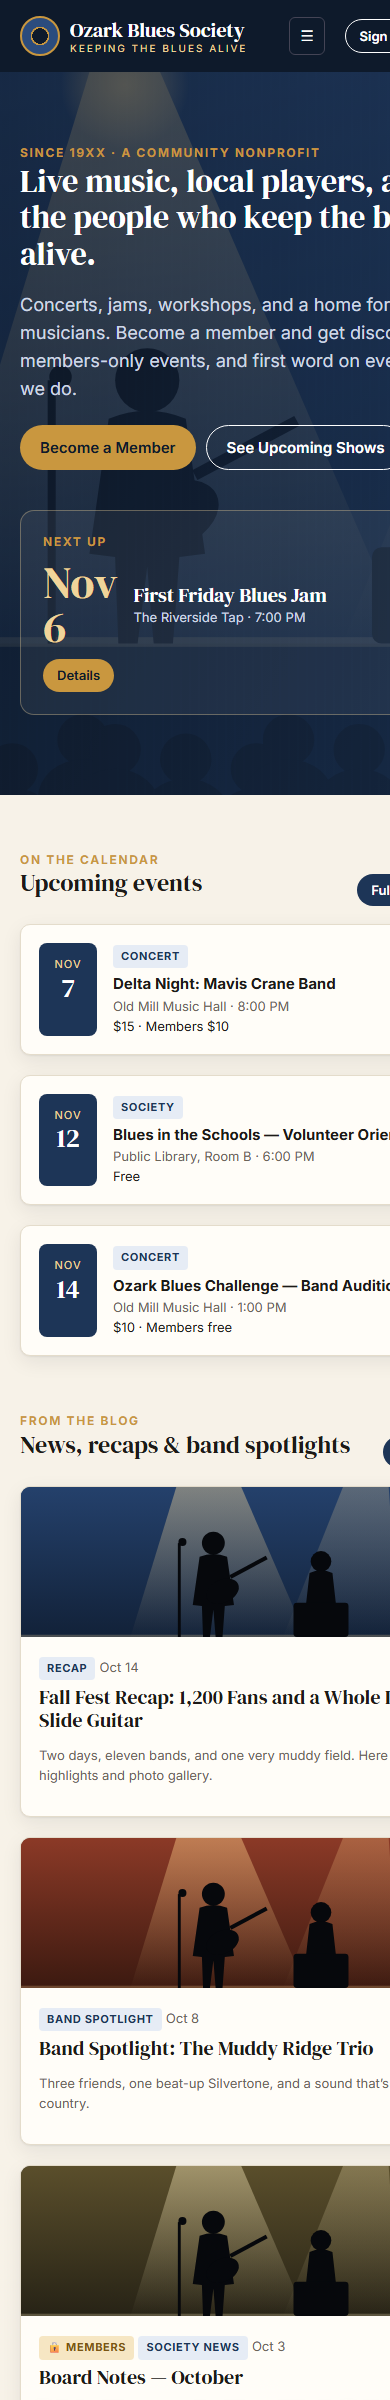 Ozark Blues Society
KEEPING THE BLUES ALIVE
☰
Sign
SINCE 19XX · A COMMUNITY NONPROFIT
Live music, local players, a
the people who keep the b
alive.
Concerts, jams, workshops, and a home for
musicians. Become a member and get disco
members-only events, and first word on eve
we do.
Become a Member
See Upcoming Shows
NEXT UP
Nov
6
First Friday Blues Jam
The Riverside Tap · 7:00 PM
Details
ON THE CALENDAR
Upcoming events
Ful
NOV
7
CONCERT
Delta Night: Mavis Crane Band
Old Mill Music Hall · 8:00 PM
$15 · Members $10
NOV
12
SOCIETY
Blues in the Schools — Volunteer Orie
Public Library, Room B · 6:00 PM
Free
NOV
14
CONCERT
Ozark Blues Challenge — Band Auditio
Old Mill Music Hall · 1:00 PM
$10 · Members free
FROM THE BLOG
News, recaps & band spotlights
RECAP Oct 14
Fall Fest Recap: 1,200 Fans and a Whole
Slide Guitar
Two days, eleven bands, and one very muddy field. Here
highlights and photo gallery.
BAND SPOTLIGHT Oct 8
Band Spotlight: The Muddy Ridge Trio
Three friends, one beat-up Silvertone, and a sound that's
country.
🔒 MEMBERS SOCIETY NEWS Oct 3
Board Notes — October